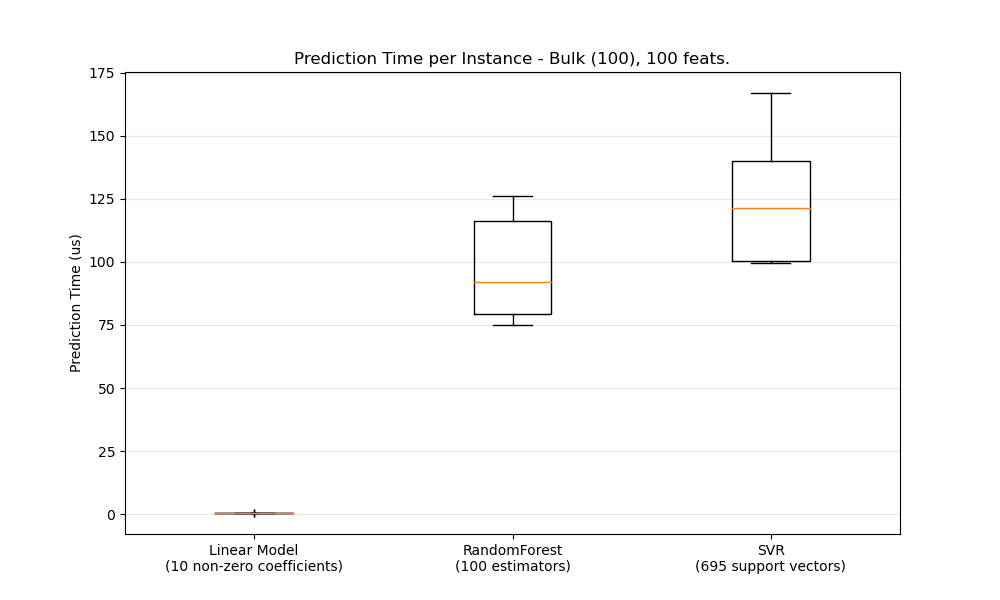 Prediction Time per Instance - Bulk (100), 100 feats.
175
150
125
100
75
50
25
0
Prediction Time (us)
Linear Model
(10 non-zero coefficients)
RandomForest
(100 estimators)
SVR
(695 support vectors)